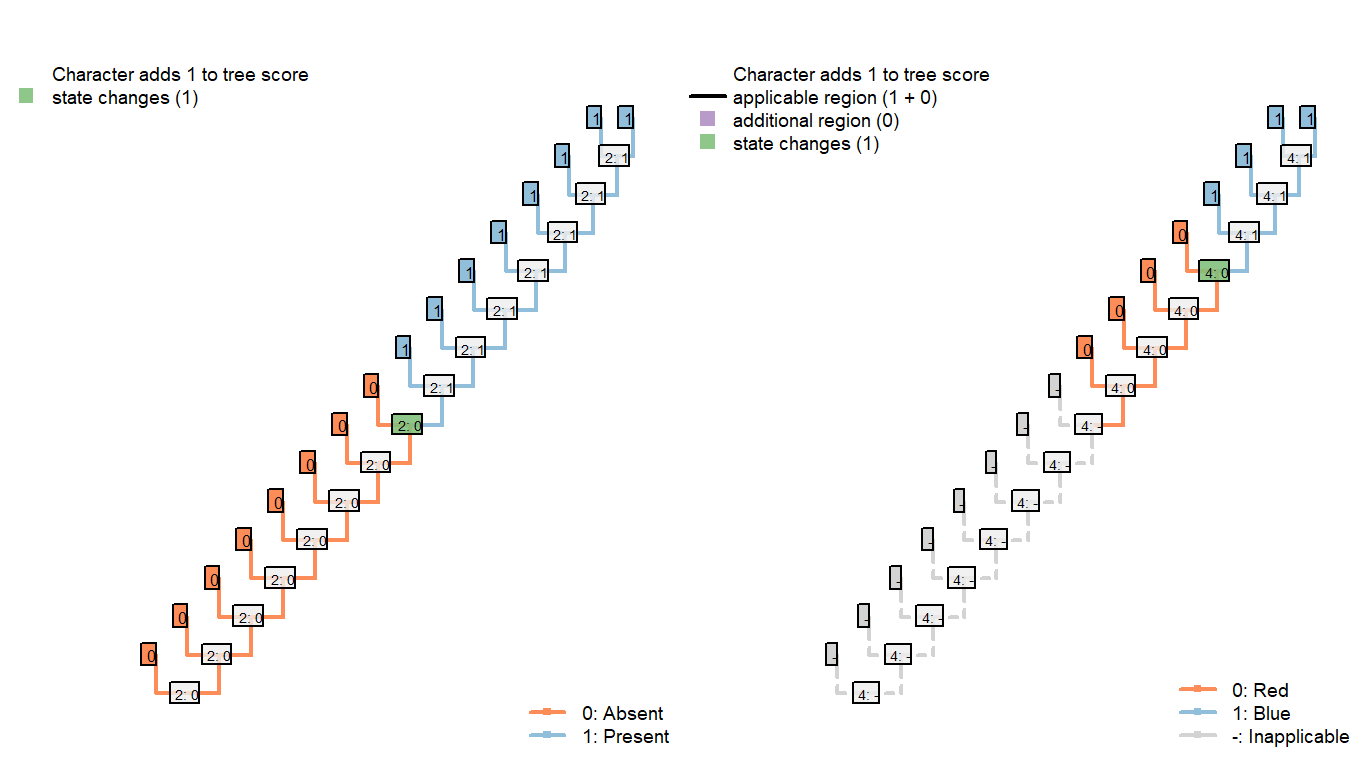 Character adds 1 to tree score
state changes (1)
1 1
1 2: 1
1 2: 1
1 2: 1
1 2: 1
1 2: 1
1 2: 1
0 2: 1
0 2: 0
0 2: 0
0 2: 0
0 2: 0
0 2: 0
0 2: 0
0 2: 0
2: 0
0: Absent
1: Present
Character adds 1 to tree score
applicable region (1 + 0)
additional region (0)
state changes (1)
1 1
1 4: 1
1 4: 1
0 4: 1
0 4: 0
0 4: 0
0 4: 0
- 4: 0
- 4: -
- 4: -
- 4: -
- 4: -
- 4: -
- 4: -
- 4: -
4: -
0: Red
1: Blue
-: Inapplicable